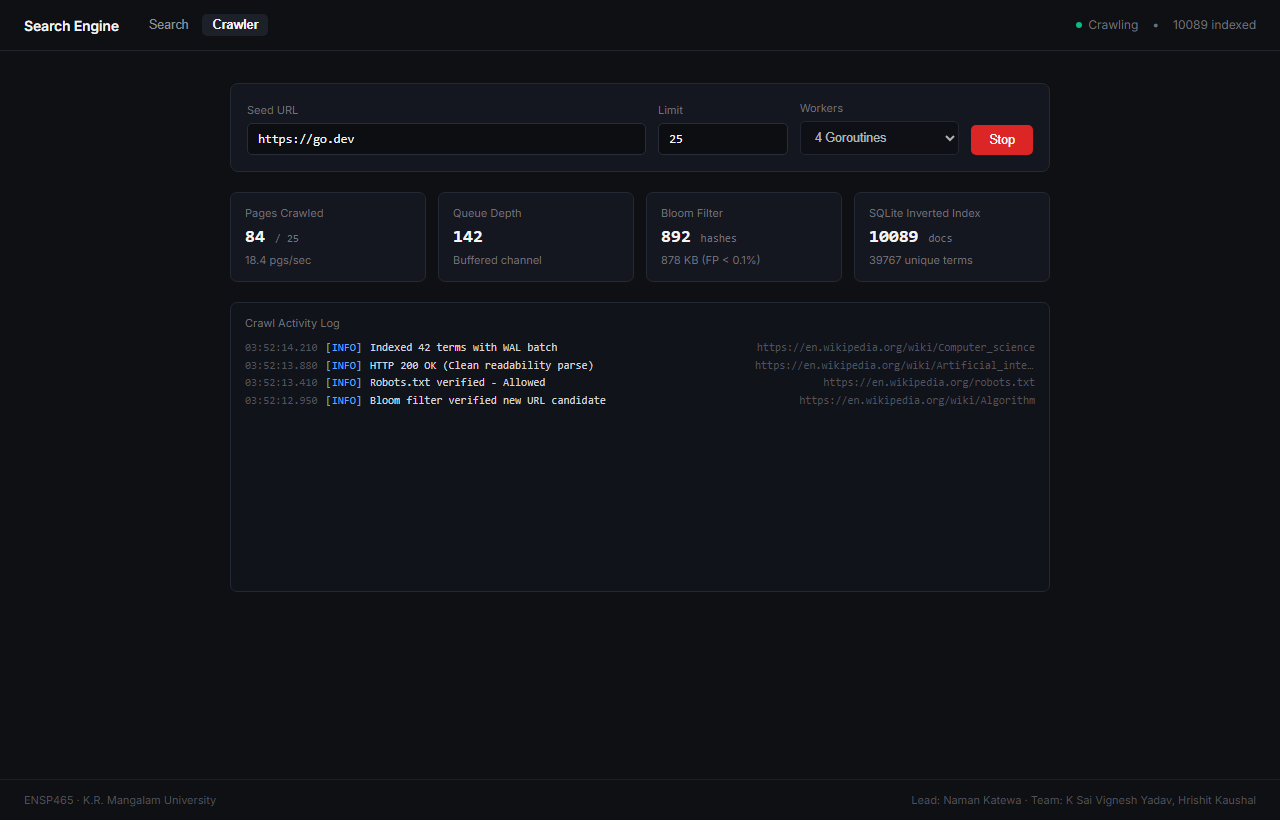 Search Engine Search Crawler Crawling • 10089 indexed
Seed URL Limit Workers
https://go.dev 25 4 Goroutines Stop
Pages Crawled Queue Depth Bloom Filter SQLite Inverted Index
84 / 25 142 892 hashes 10089 docs
18.4 pgs/sec Buffered channel 878 KB (FP < 0.1%) 39767 unique terms
Crawl Activity Log
03:52:14.210 [INFO] Indexed 42 terms with WAL batch https://en.wikipedia.org/wiki/Computer_science
03:52:13.880 [INFO] HTTP 200 OK (Clean readability parse) https://en.wikipedia.org/wiki/Artificial_inte…
03:52:13.410 [INFO] Robots.txt verified - Allowed https://en.wikipedia.org/robots.txt
03:52:12.950 [INFO] Bloom filter verified new URL candidate https://en.wikipedia.org/wiki/Algorithm
ENSP465 · K.R. Mangalam University Lead: Naman Katewa · Team: K Sai Vignesh Yadav, Hrishit Kaushal